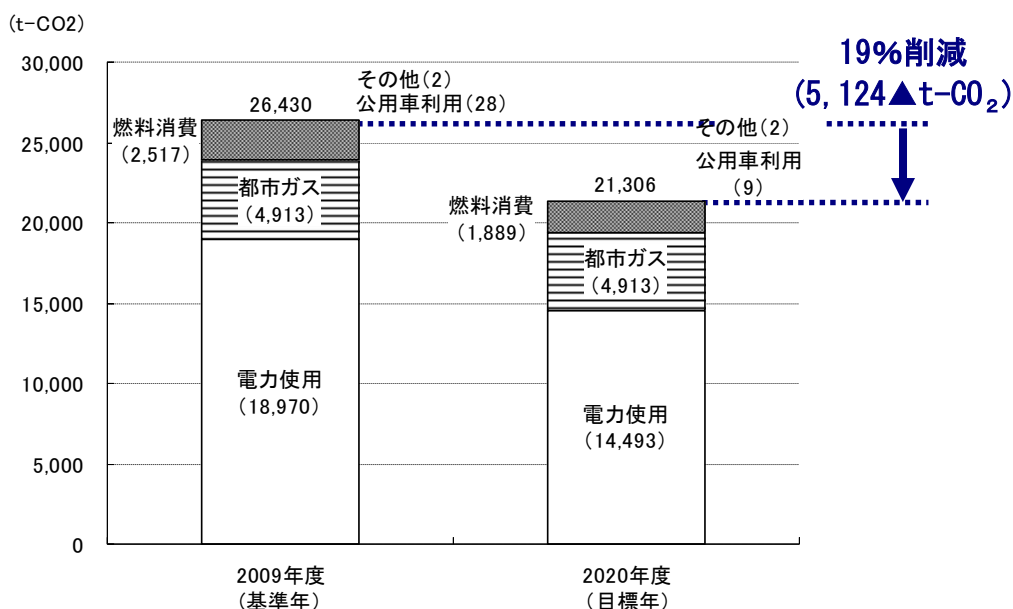 (t-CO2)
30,000
25,000
20,000
15,000
10,000
5,000
0
26,430
その他(2)
公用車利用(28)
燃料消費
(2,517)
都市ガス
(4,913)
電力使用
(18,970)
2009年度
(基準年)
21,306
その他(2)
公用車利用
(9)
燃料消費
(1,889)
都市ガス
(4,913)
電力使用
(14,493)
2020年度
(目標年)
19%削減
(5,124▲t-CO₂)